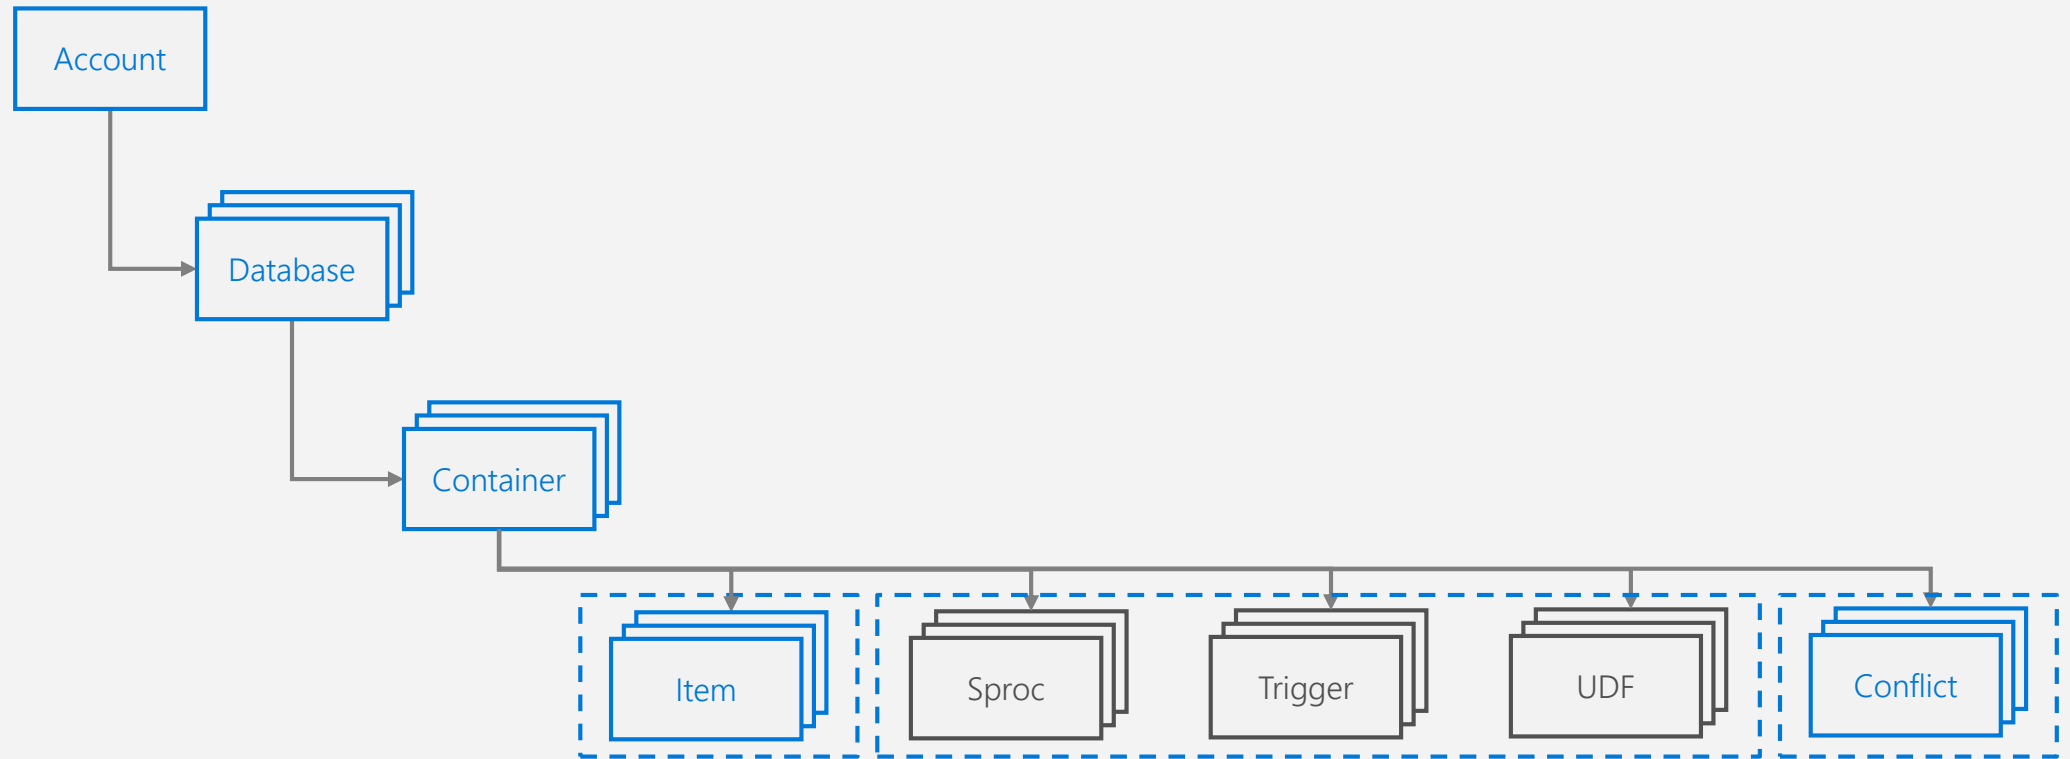 Account
Database
Container
Item
Sproc
Trigger
UDF
Conflict